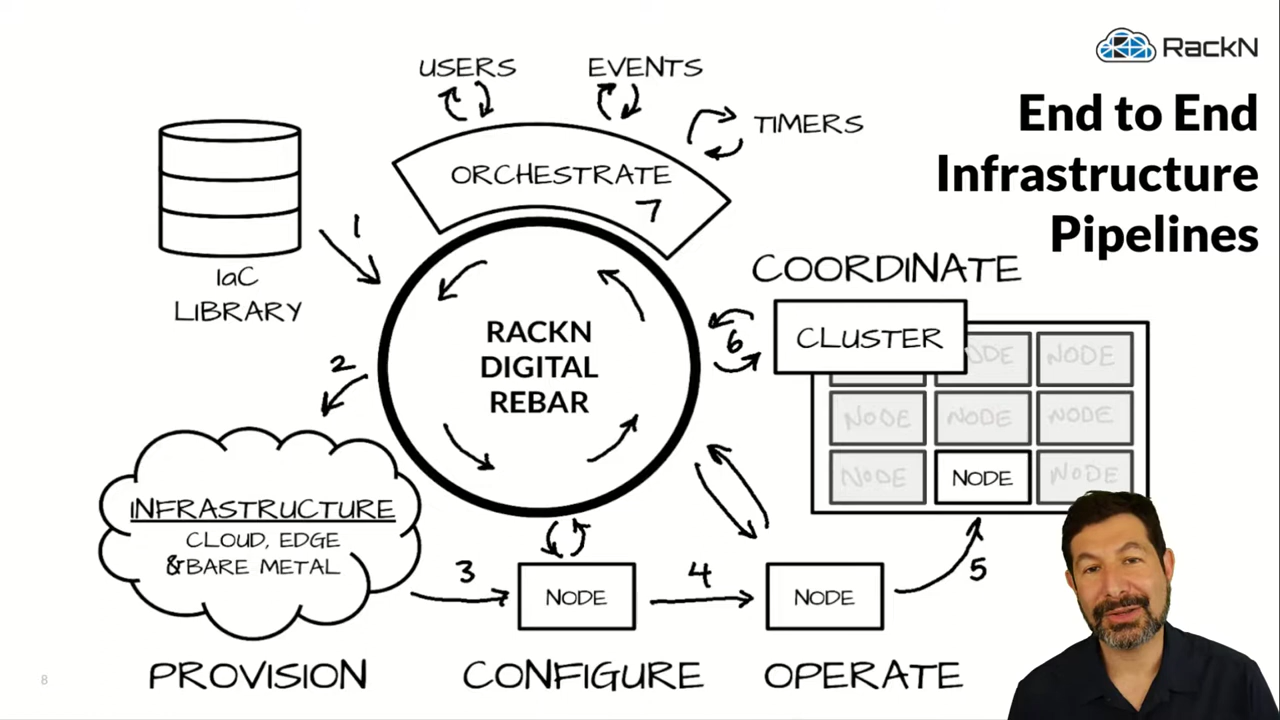 RackN
End to End
Infrastructure
Pipelines
USERS
EVENTS
TIMERS
ORCHESTRATE
7
1
IaC
LIBRARY
COORDINATE
RACKN
DIGITAL
REBAR
6
CLUSTER
NODE
NODE
NODE
NODE
NODE
NODE
NODE
NODE
2
INFRASTRUCTURE
CLOUD, EDGE
&BARE METAL
3
NODE
4
NODE
5
PROVISION
CONFIGURE
OPERATE
8